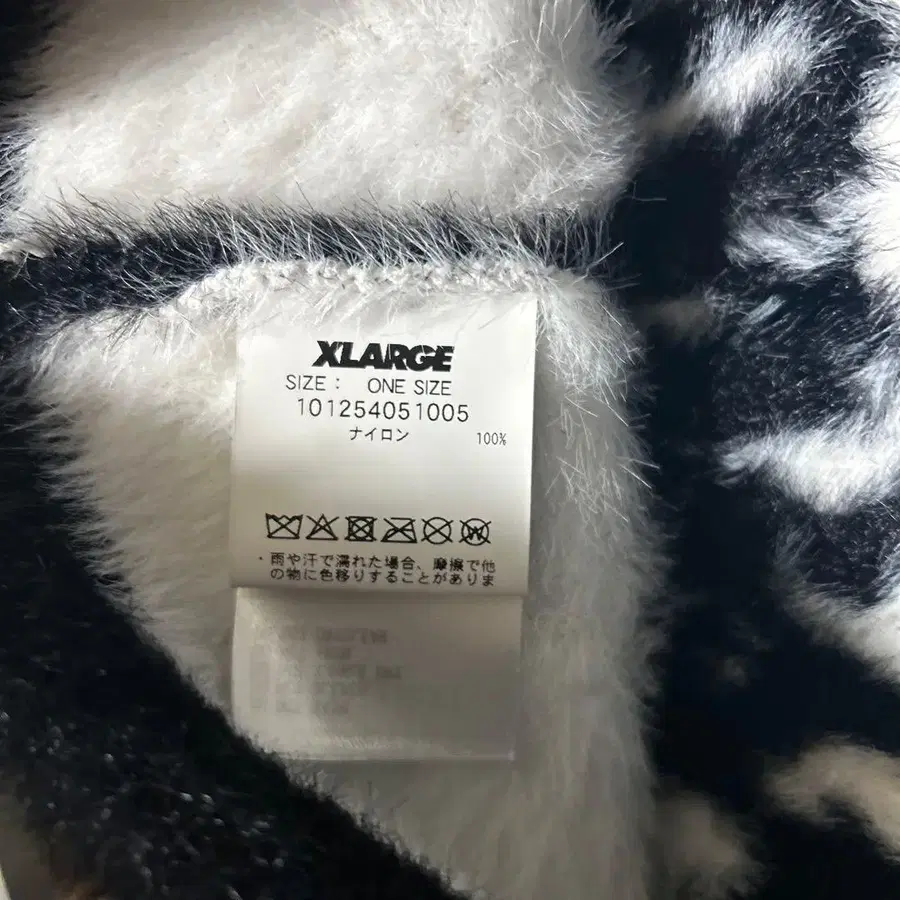 XLARGE
SIZE : ONE SIZE
101254051005
ナイロン 100%
・雨や汗で濡れた場合、摩擦で他
の物に色移りすることがありま